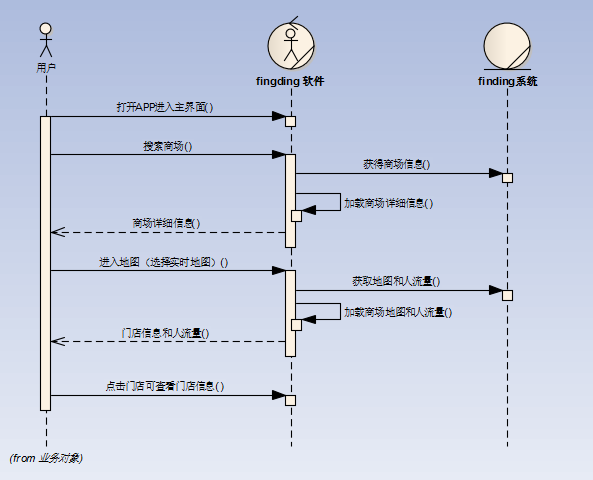 用户
fingding 软件
finding系统
打开APP进入主界面()
搜索商场()
获得商场信息()
加载商场详细信息()
商场详细信息()
进入地图（选择实时地图）()
获取地图和人流量()
加载商场地图和人流量()
门店信息和人流量()
点击门店可查看门店信息()
(from 业务对象)